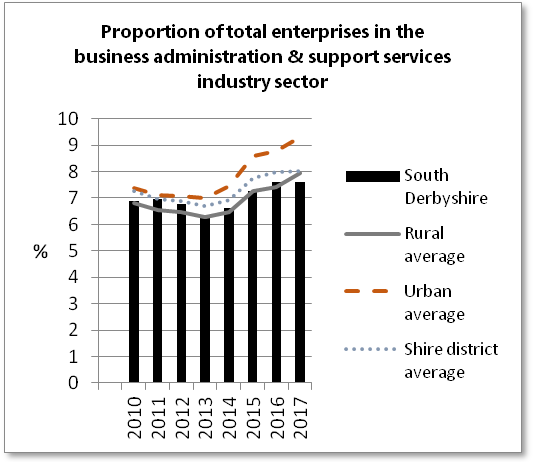 Proportion of total enterprises in the
business administration & support services
industry sector
10
9
8
7
6
5
4
3
2
1
0
%
2010
2011
2012
2013
2014
2015
2016
2017
South
Derbyshire
Rural
average
Urban
average
Shire district
average